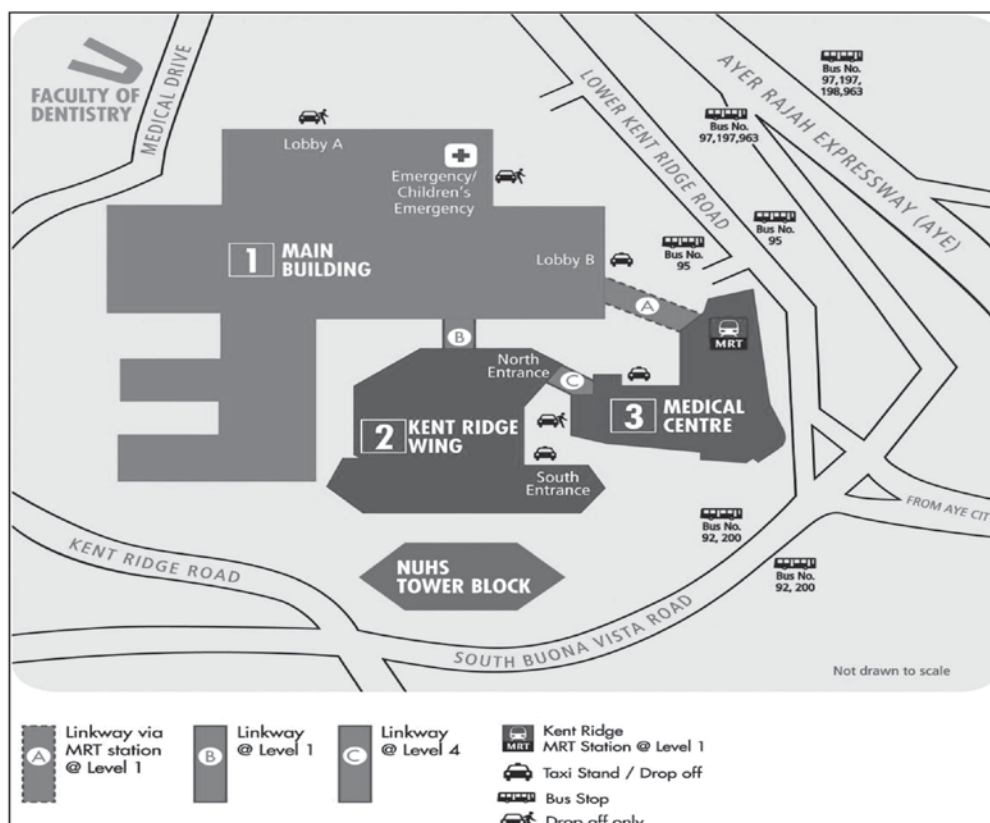 FACULTY OF
DENTISTRY
MEDICAL DRIVE
LOWER KENT RIDGE ROAD
AYER RAJAH EXPRESSWAY (AYE)
Bus No.
97,197,
198,963
Bus No.
97,197,963
Lobby A
Emergency/
Children's
Emergency
Bus No.
95
Bus No.
95
1 MAIN
BUILDING
Lobby B
A
MRT
B
North
Entrance
C
2 KENT RIDGE
WING
3 MEDICAL
CENTRE
South
Entrance
FROM AYE CIT
Bus No.
92, 200
Bus No.
92, 200
KENT RIDGE ROAD
NUHS
TOWER BLOCK
SOUTH BUONA VISTA ROAD
Not drawn to scale
A
Linkway via
MRT station
@ Level 1
B
Linkway
@ Level 1
C
Linkway
@ Level 4
MRT
Kent Ridge
MRT Station @ Level 1
Taxi Stand / Drop off
Bus Stop
Drop off only